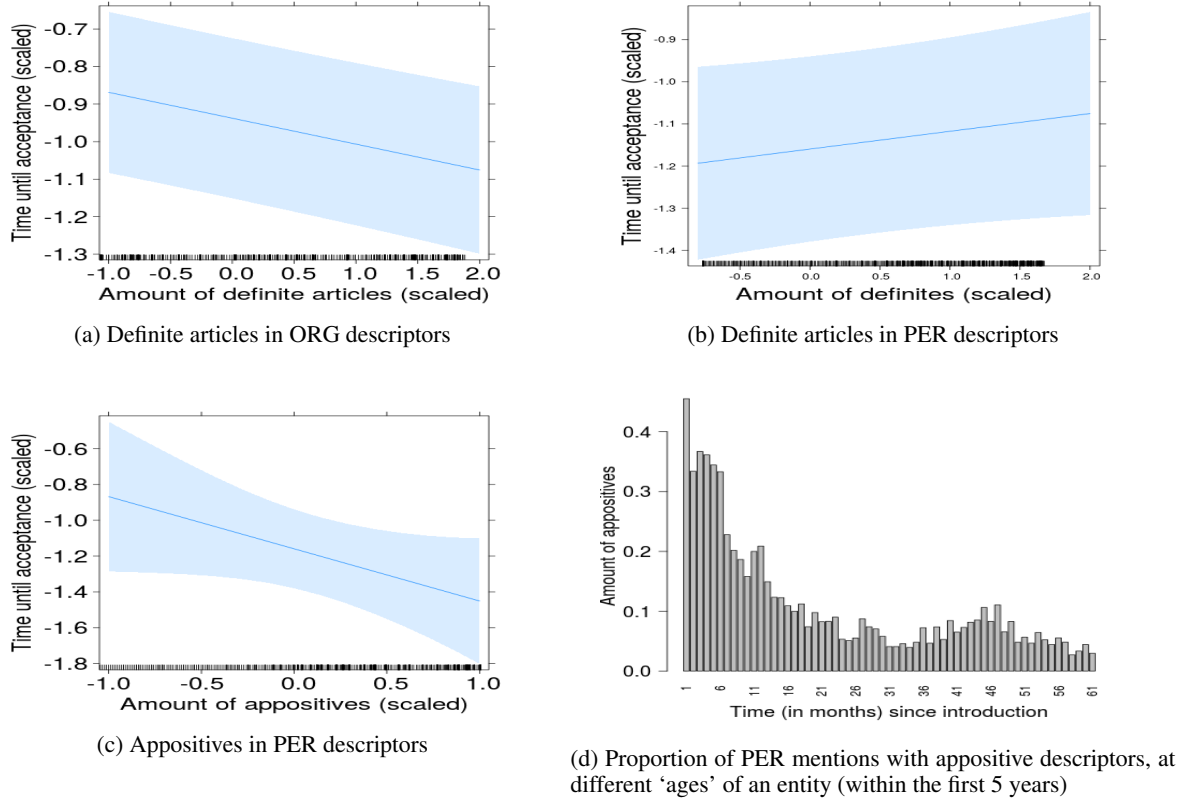 Time until acceptance (scaled)
-0.7
-0.8
-0.9
-1.0
-1.1
-1.2
-1.3
-1.0 -0.5 0.0 0.5 1.0 1.5 2.0
Amount of definite articles (scaled)
(a) Definite articles in ORG descriptors
Time until acceptance (scaled)
-0.9
-1.0
-1.1
-1.2
-1.3
-1.4
-0.5 0.0 0.5 1.0 1.5 2.0
Amount of definites (scaled)
(b) Definite articles in PER descriptors
Time until acceptance (scaled)
-0.6
-0.8
-1.0
-1.2
-1.4
-1.6
-1.8
-1.0 -0.5 0.0 0.5 1.0
Amount of appositives (scaled)
(c) Appositives in PER descriptors
Amount of appositives
0.4
0.3
0.2
0.1
0.0
1 6 11 16 21 26 31 36 41 46 51 56 61
Time (in months) since introduction
(d) Proportion of PER mentions with appositive descriptors, at
different ‘ages’ of an entity (within the first 5 years)